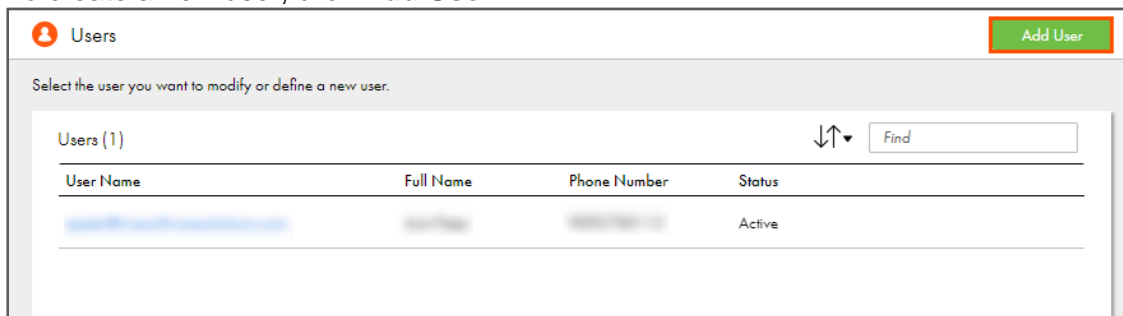 Users
Add User
Select the user you want to modify or define a new user.
Users (1)
Find
User Name Full Name Phone Number Status
Active